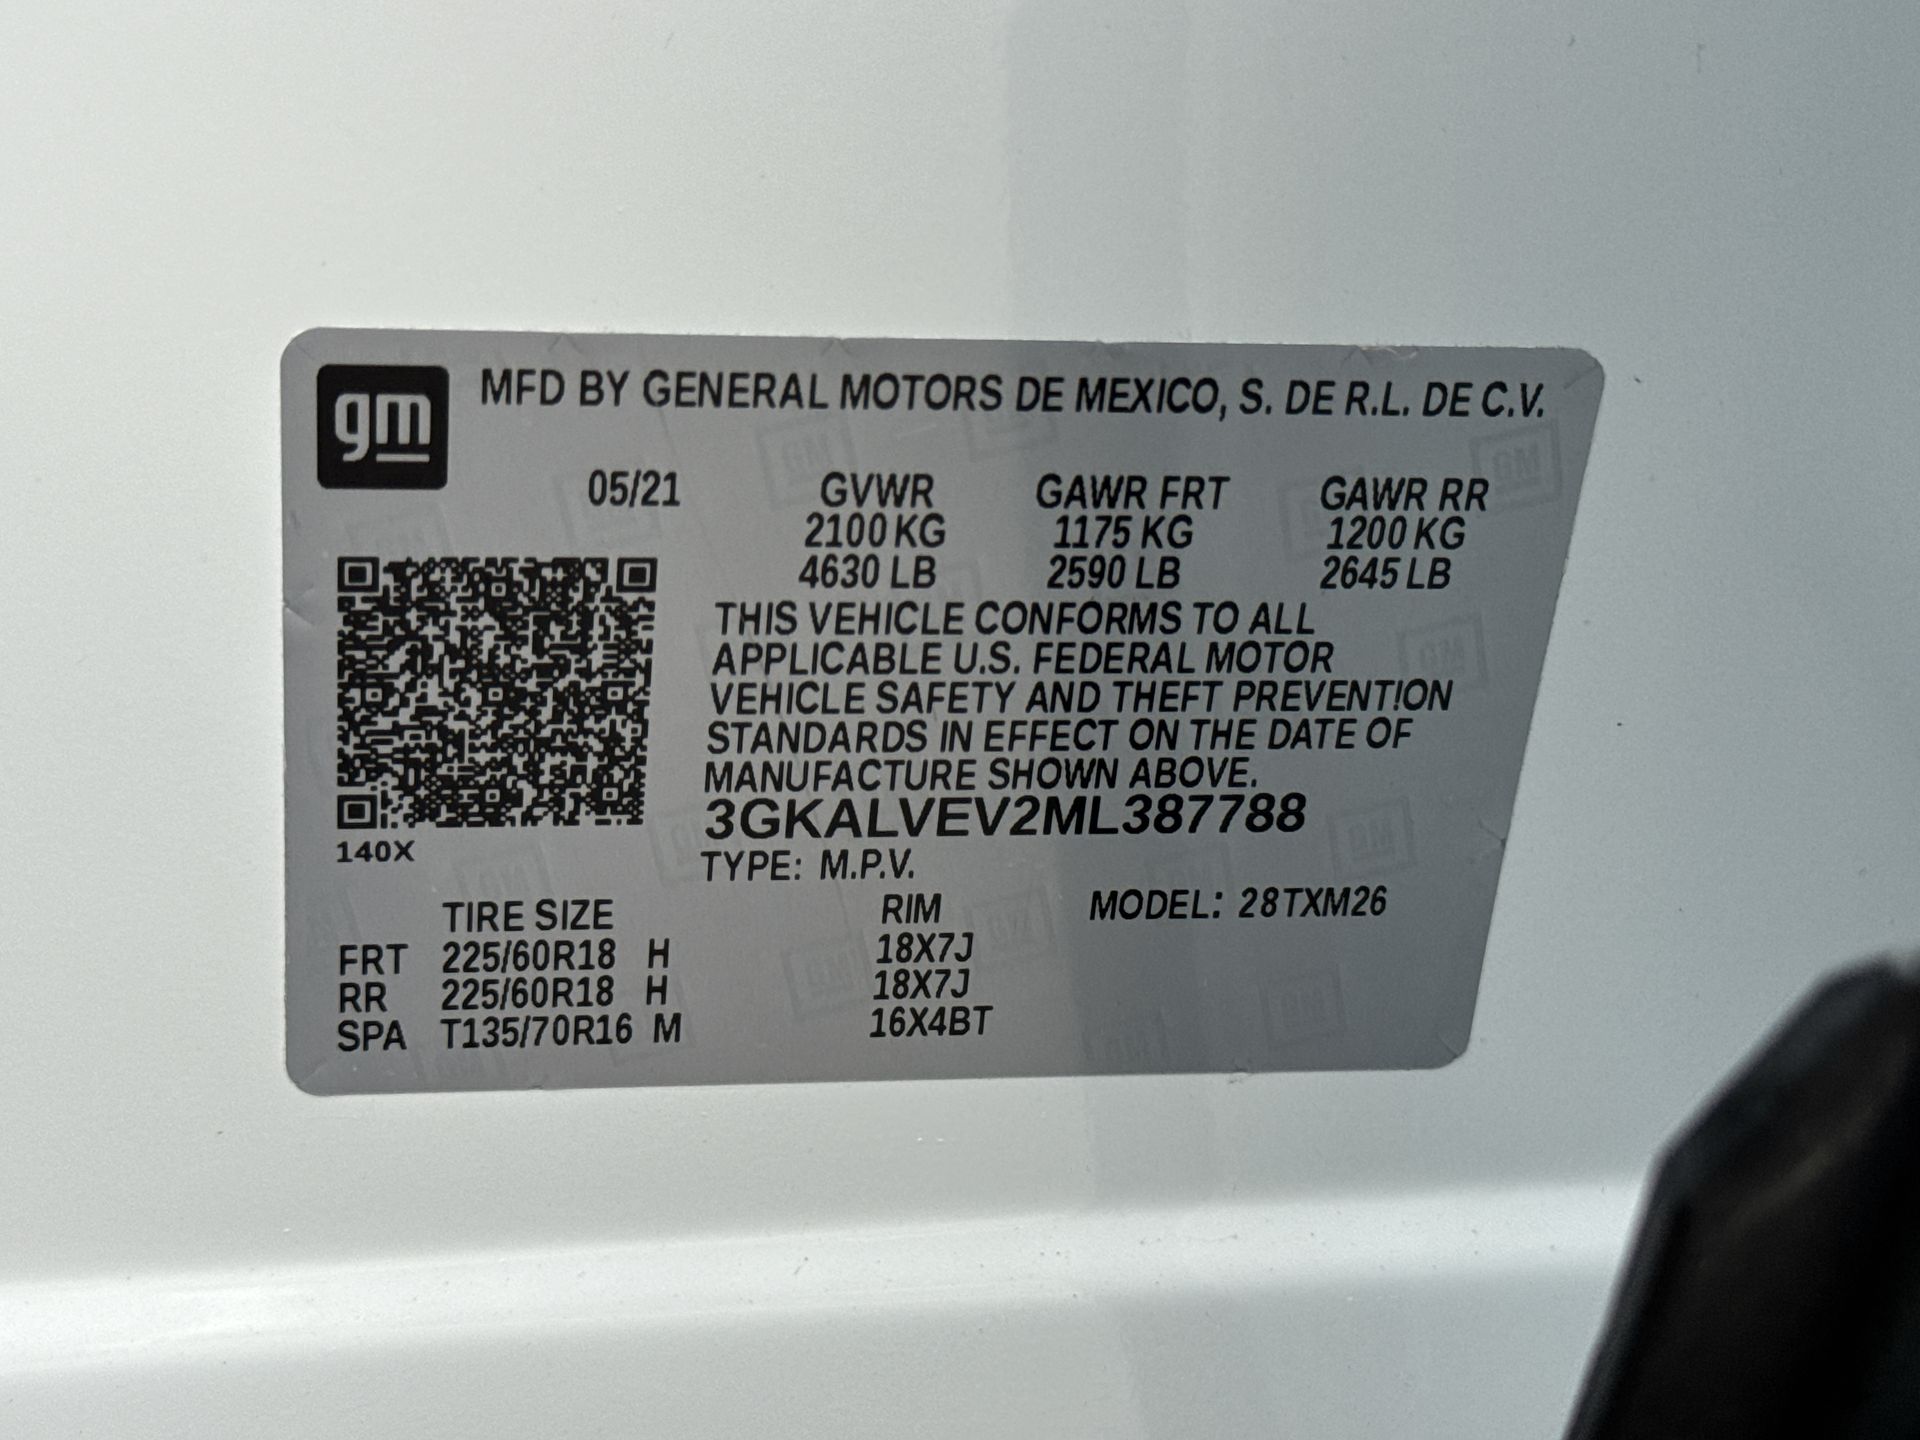 gm
MFD BY GENERAL MOTORS DE MEXICO, S. DE R.L. DE C.V.
05/21 GVWR GAWR FRT GAWR RR
2100 KG 1175 KG 1200 KG
4630 LB 2590 LB 2645 LB
THIS VEHICLE CONFORMS TO ALL
APPLICABLE U.S. FEDERAL MOTOR
VEHICLE SAFETY AND THEFT PREVENTION
STANDARDS IN EFFECT ON THE DATE OF
MANUFACTURE SHOWN ABOVE.
3GKALVEV2ML387788
140X
TYPE: M.P.V.
TIRE SIZE RIM MODEL: 28TXM26
FRT 225/60R18 H 18X7J
RR 225/60R18 H 18X7J
SPA T135/70R16 M 16X4BT